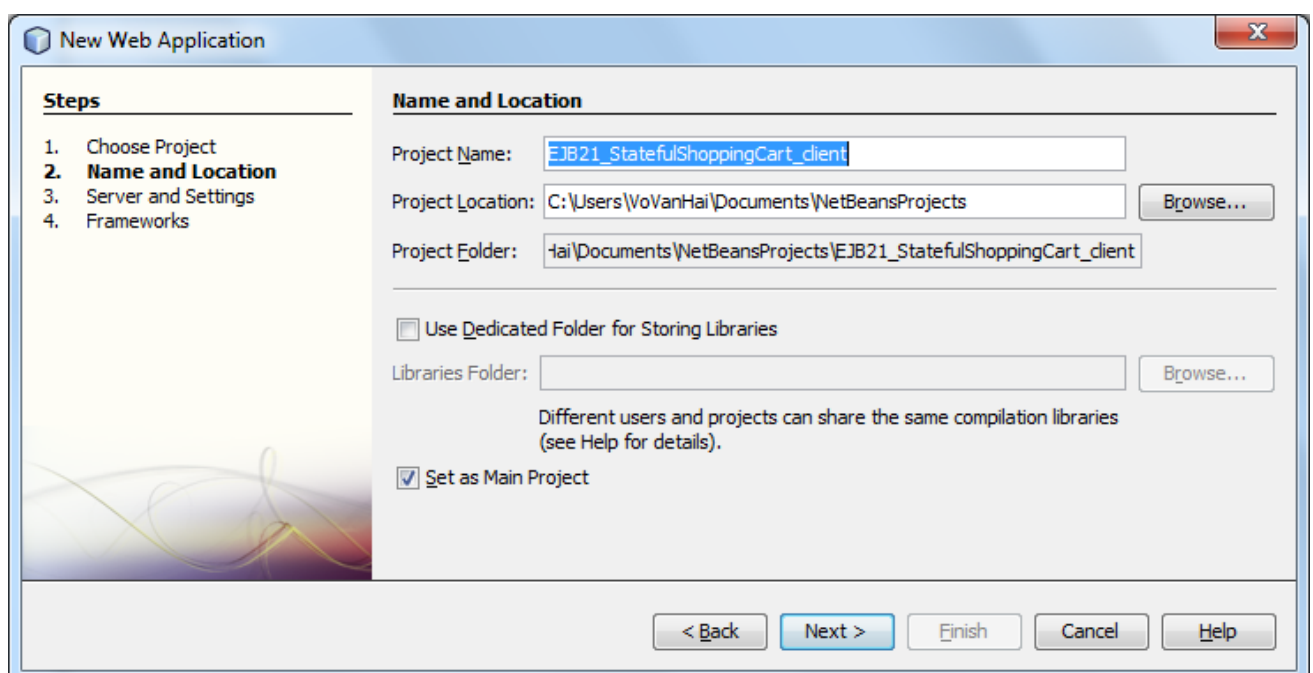 New Web Application
Steps
1. Choose Project
2. Name and Location
3. Server and Settings
4. Frameworks
Name and Location
Project Name: EJB21_StatefulShoppingCart_client
Project Location: C:\Users\VoVanHai\Documents\NetBeansProjects Browse...
Project Folder: Hai\Documents\NetBeansProjects\EJB21_StatefulShoppingCart_client
Use Dedicated Folder for Storing Libraries
Libraries Folder: Browse...
Different users and projects can share the same compilation libraries
(see Help for details).
Set as Main Project
< Back Next > Finish Cancel Help